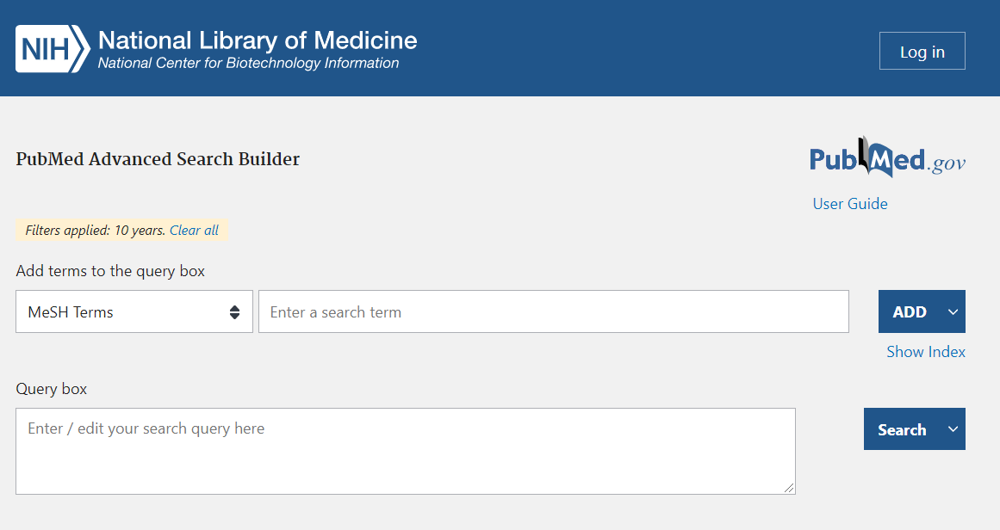 NIH National Library of Medicine
National Center for Biotechnology Information
Log in
PubMed Advanced Search Builder
PubMed.gov
User Guide
Filters applied: 10 years. Clear all
Add terms to the query box
MeSH Terms
Enter a search term
ADD
Show Index
Query box
Enter / edit your search query here
Search